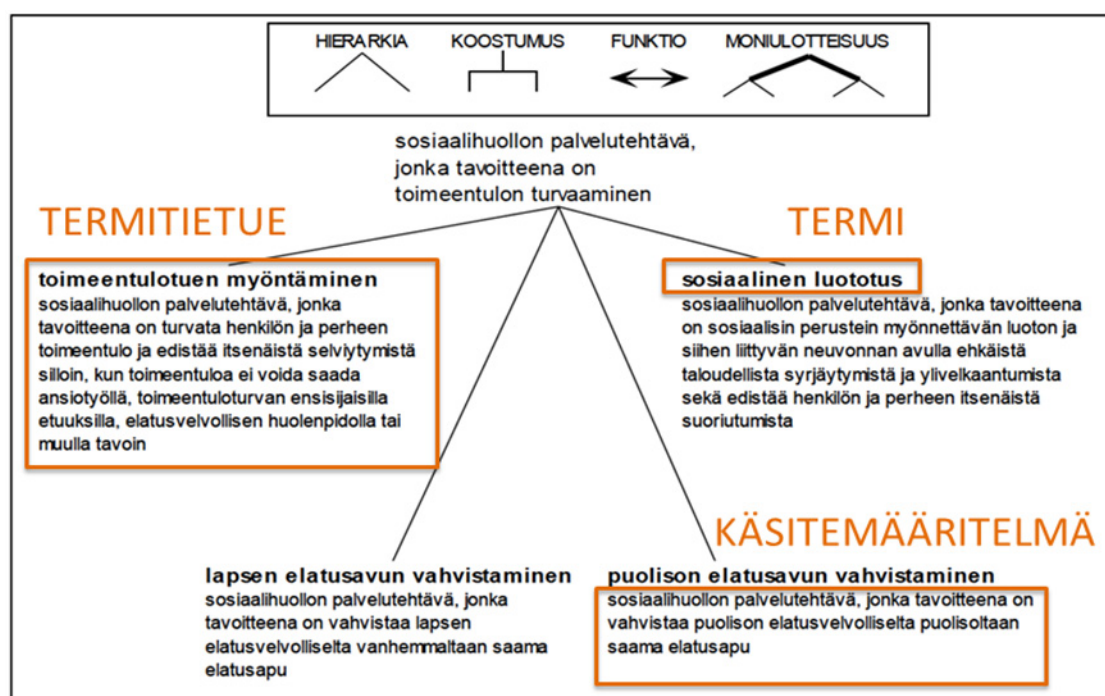 HIERARKIA KOOSTUMUS FUNKTIO MONIULOTTEISUUS
sosiaalihuollon palvelutehtävä,
jonka tavoitteena on
toimeentulon turvaaminen
TERMITIETUE
toimeentulotuen myöntäminen
sosiaalihuollon palvelutehtävä, jonka
tavoitteena on turvata henkilön ja perheen
toimeentulo ja edistää itsenäistä selviytymistä
silloin, kun toimeentuloa ei voida saada
ansiotyöllä, toimeentuloturvan ensisijaisilla
etuuksilla, elatusvelvollisen huolenpidolla tai
muulla tavoin
TERMI
sosiaalinen luototus
sosiaalihuollon palvelutehtävä, jonka tavoitteena
on sosiaalisin perustein myönnettävän luoton ja
siihen liittyvän neuvonnan avulla ehkäistä
taloudellista syrjäytymistä ja ylivelkaantumista
sekä edistää henkilön ja perheen itsenäistä
suoriutumista
lapsen elatusavun vahvistaminen
sosiaalihuollon palvelutehtävä, jonka
tavoitteena on vahvistaa lapsen
elatusvelvolliselta vanhemmaltaan saama
elatusapu
KÄSITEMÄÄRITELMÄ
puolison elatusavun vahvistaminen
sosiaalihuollon palvelutehtävä, jonka tavoitteena on
vahvistaa puolison elatusvelvolliselta puolisoltaan
saama elatusapu